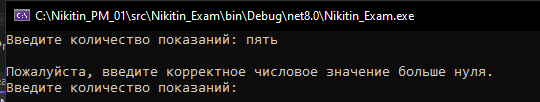 C:\Nikitin_PM_01\src\Nikitin_Exam\bin\Debug\net8.0\Nikitin_Exam.exe
Введите количество показаний: пять
Пожалуйста, введите корректное числовое значение больше нуля.
Введите количество показаний: